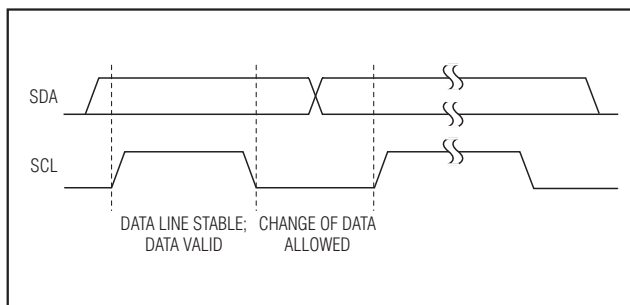 SDA
SCL
DATA LINE STABLE;
DATA VALID
CHANGE OF DATA
ALLOWED